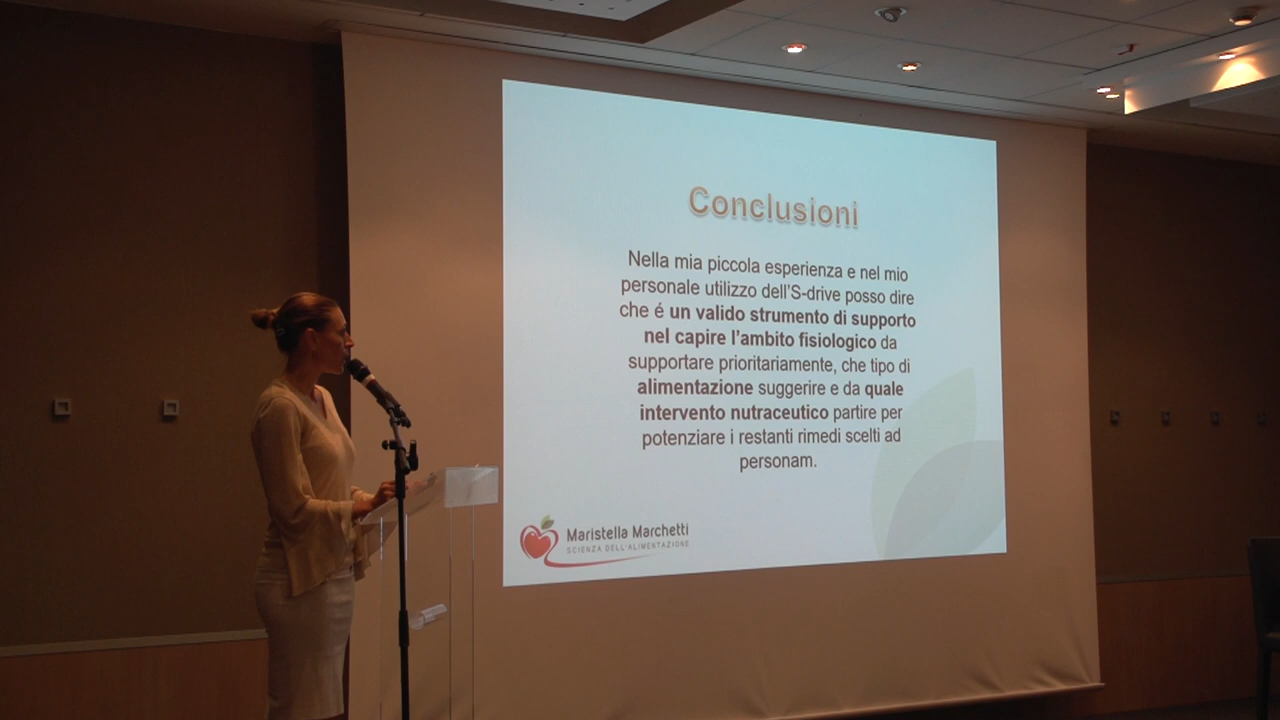 Conclusioni
Nella mia piccola esperienza e nel mio
personale utilizzo dell'S-drive posso dire
che é un valido strumento di supporto
nel capire l'ambito fisiologico da
supportare prioritariamente, che tipo di
alimentazione suggerire e da quale
intervento nutraceutico partire per
potenziare i restanti rimedi scelti ad
personam.
Maristella Marchetti
SCIENZA DELL'ALIMENTAZIONE